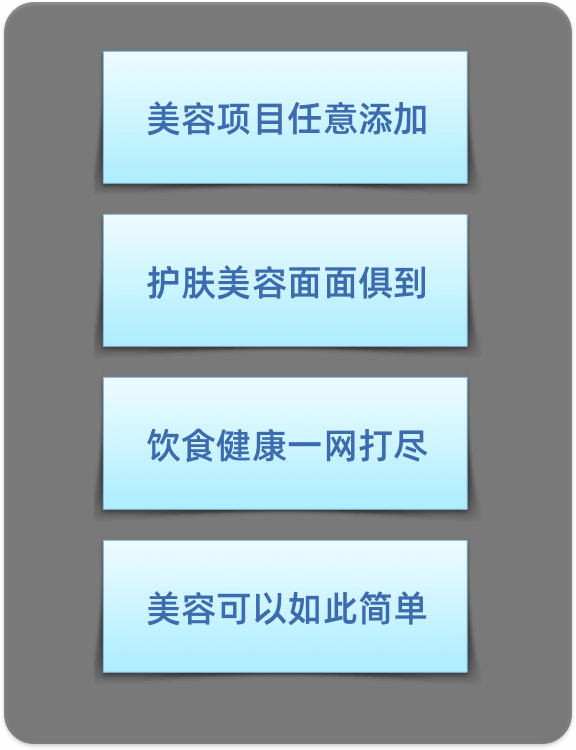 美容项目任意添加
护肤美容面面俱到
饮食健康一网打尽
美容可以如此简单